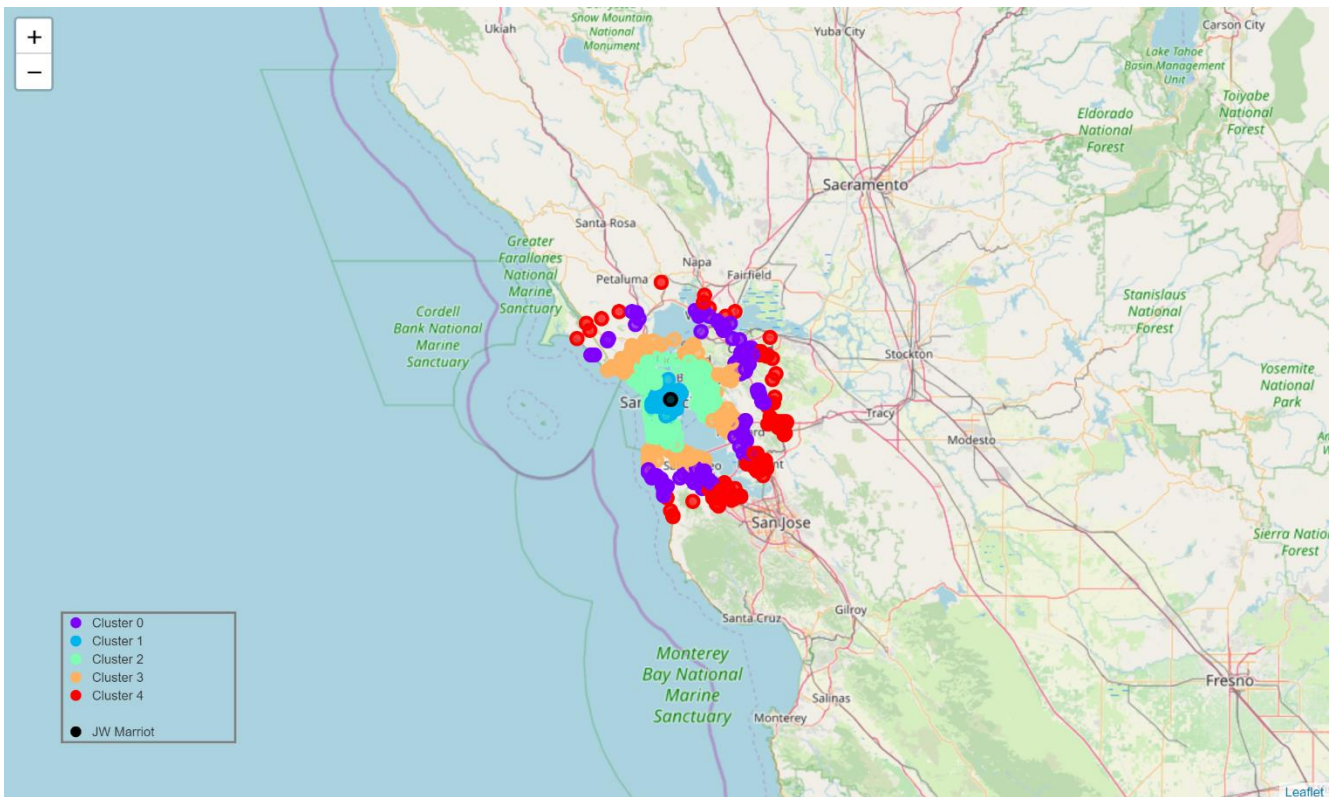 +
−
Ukiah
Snow Mountain
National
Monument
Yuba City
Carson City
Lake Tahoe
Basin Management
Unit
Toiyabe
National
Forest
Eldorado
National
Forest
Sacramento
Santa Rosa
Greater
Farallones
National
Marine
Sanctuary
Napa
Fairfield
Petaluma
Cordell
Bank National
Marine
Sanctuary
Stanislaus
National
Forest
Stockton
Yosemite
National
Park
Tracy
Modesto
San Jose
Sierra Natio
Forest
Santa Cruz
Gilroy
Monterey
Bay National
Marine
Sanctuary
Salinas
Monterey
Fresno
Cluster 0
Cluster 1
Cluster 2
Cluster 3
Cluster 4
JW Marriot
Leaflet